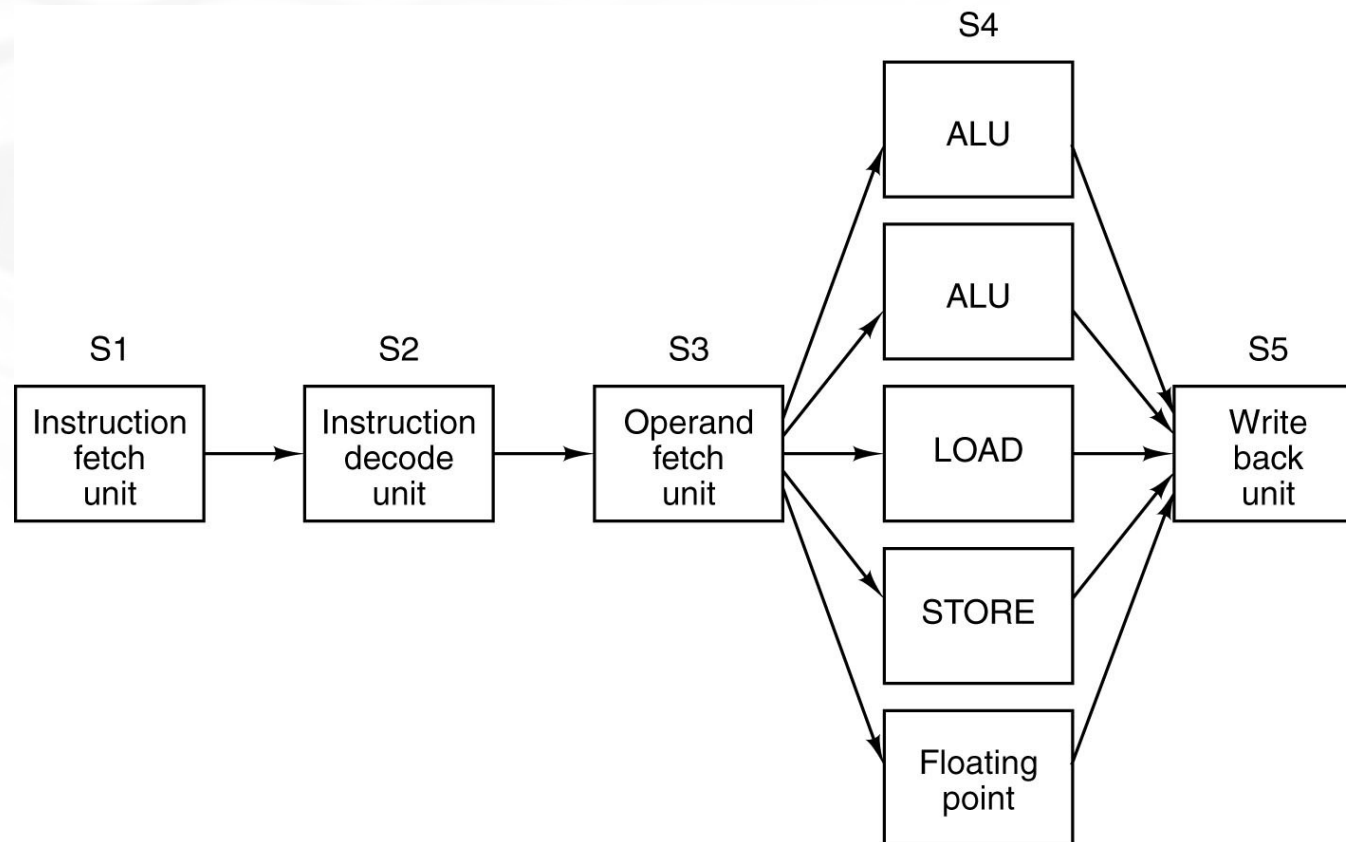 S4
ALU
ALU
S1
S2
S3
S5
Instruction
fetch
unit
Instruction
decode
unit
Operand
fetch
unit
LOAD
Write
back
unit
STORE
Floating
point